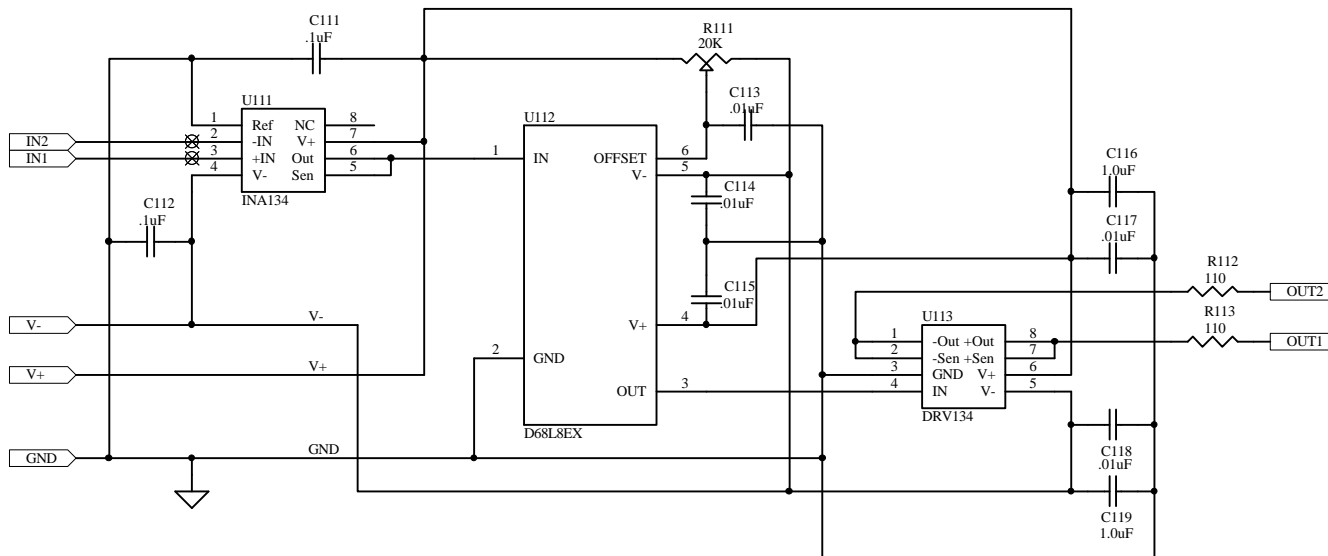 C111
.1uF
R111
20K
C113
.01uF
U111
1 Ref NC 8
2 -IN V+ 7
3 +IN Out 6
4 V- Sen 5
INA134
IN2
IN1
U112
1 IN
OFFSET 6
V- 5
V+ 4
2 GND
OUT 3
D68L8EX
C112
.1uF
C114
.01uF
C115
.01uF
C116
1.0uF
C117
.01uF
R112
110
OUT2
R113
110
OUT1
U113
1 -Out +Out 8
2 -Sen +Sen 7
3 GND V+ 6
4 IN V- 5
DRV134
V- V-
V+ V+
GND GND
C118
.01uF
C119
1.0uF